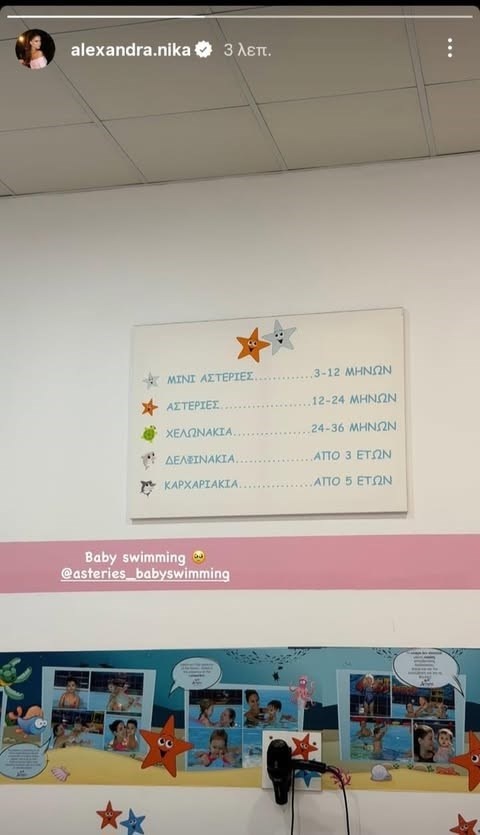 alexandra.nika 3 λεπ.
ΜΙΝΙ ΑΣΤΕΡΙΕΣ............3-12 ΜΗΝΩΝ
ΑΣΤΕΡΙΕΣ...................12-24 ΜΗΝΩΝ
ΧΕΛΩΝΑΚΙΑ................24-36 ΜΗΝΩΝ
ΔΕΛΦΙΝΑΚΙΑ................ΑΠΟ 3 ΕΤΩΝ
ΚΑΡΧΑΡΙΑΚΙΑ...............ΑΠΟ 5 ΕΤΩΝ
Baby swimming 🥺
@asteries_babyswimming